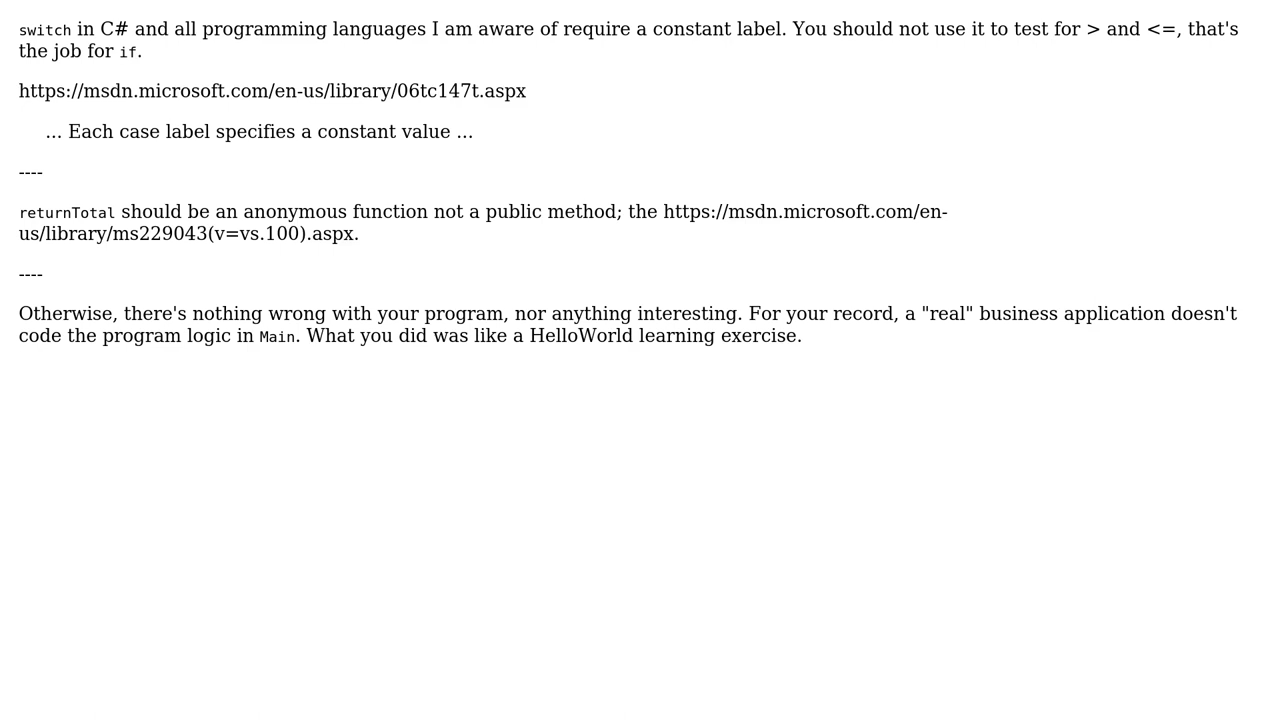 switch in C# and all programming languages I am aware of require a constant label. You should not use it to test for > and <=, that's
the job for if.
https://msdn.microsoft.com/en-us/library/06tc147t.aspx
... Each case label specifies a constant value ...
----
returnTotal should be an anonymous function not a public method; the https://msdn.microsoft.com/en-
us/library/ms229043(v=vs.100).aspx.
----
Otherwise, there's nothing wrong with your program, nor anything interesting. For your record, a "real" business application doesn't
code the program logic in Main. What you did was like a HelloWorld learning exercise.